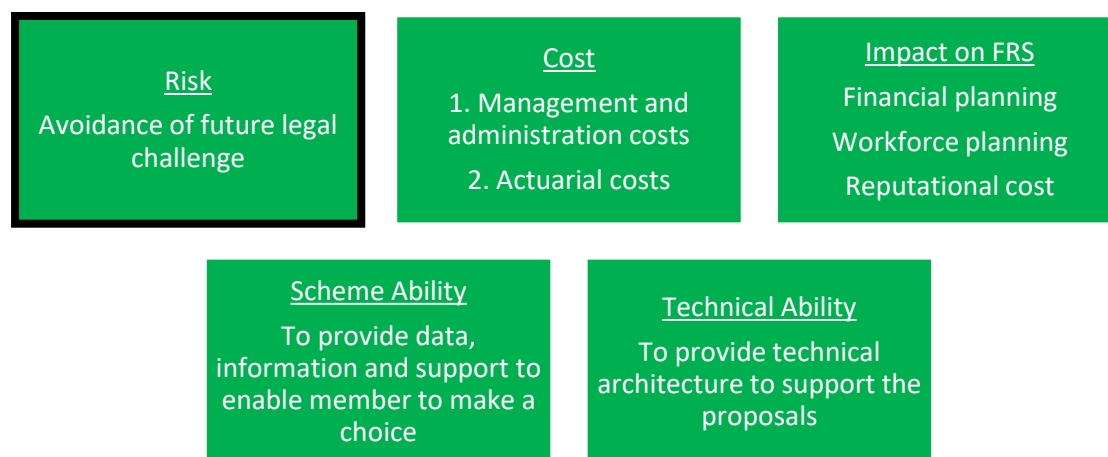 Risk
Avoidance of future legal
challenge
Cost
1. Management and
administration costs
2. Actuarial costs
Impact on FRS
Financial planning
Workforce planning
Reputational cost
Scheme Ability
To provide data,
information and support to
enable member to make a
choice
Technical Ability
To provide technical
architecture to support the
proposals